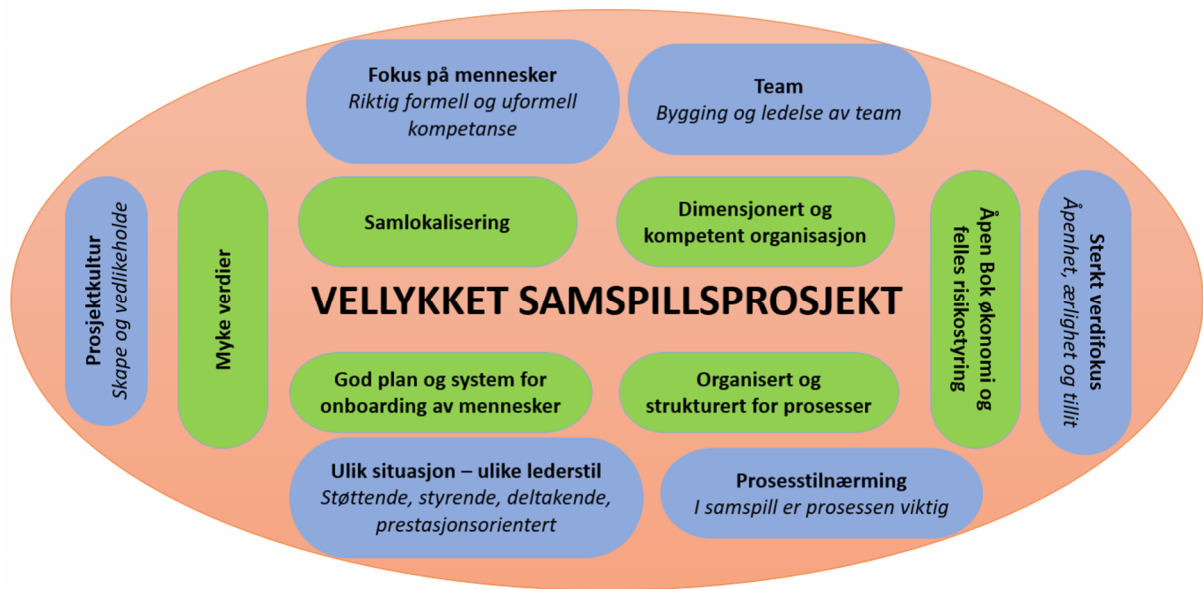 Fokus på mennesker
Riktig formell og uformell
kompetanse
Team
Bygging og ledelse av team
Prosjektkultur
Skape og vedlikeholde
Myke verdier
Samlokalisering
Dimensjonert og
kompetent organisasjon
Åpen Bok økonomi og
felles risikostyring
Sterkt verdifokus
Åpenhet, ærlighet og tillit
VELLYKKET SAMSPILLSPROSJEKT
God plan og system for
onboarding av mennesker
Organisert og
strukturert for prosesser
Ulik situasjon – ulike lederstil
Støttende, styrende, deltakende,
prestasjonsorientert
Prosesstilnærming
I samspill er prosessen viktig